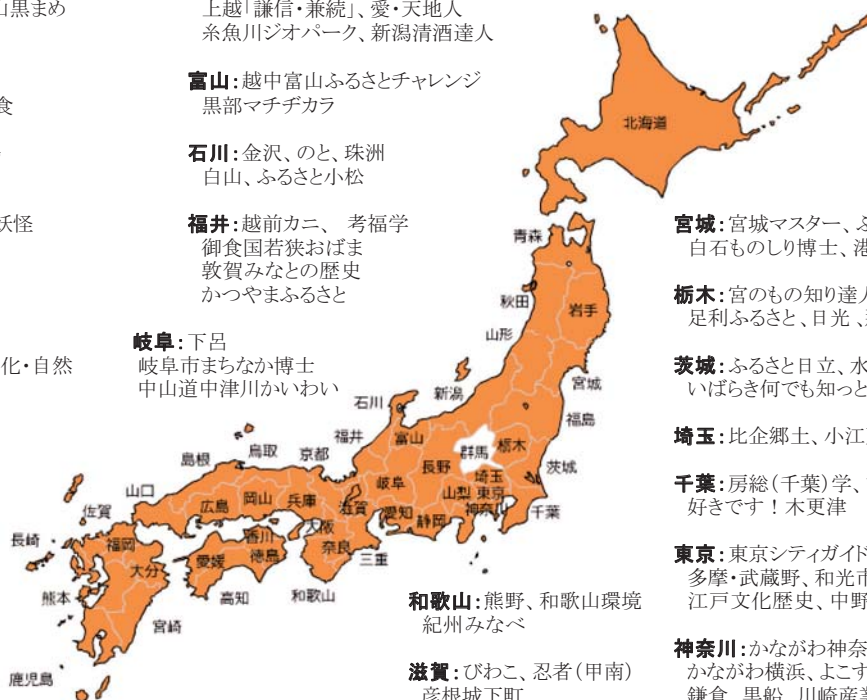 黒まめ
食
妖怪
化・自然
上越「謙信・兼続」、愛・天地人
糸魚川ジオパーク、新潟清酒達人
富山：越中富山ふるさとチャレンジ
黒部マチヂカラ
石川：金沢、のと、珠洲
白山、ふるさと小松
福井：越前カニ、 考福学
御食国若狭おばま
敦賀みなとの歴史
かつやまふるさと
岐阜：下呂
岐阜市まちなか博士
中山道中津川かいわい
北海道
青森
秋田
岩手
山形
宮城
新潟
福島
石川
富山
群馬
栃木
福井
長野
埼玉
茨城
鳥取
京都
島根
岐阜
山梨
東京
山口
広島
岡山
兵庫
滋賀
愛知
静岡
神奈川
千葉
佐賀
大阪
長崎
福岡
香川
奈良
三重
大分
愛媛
徳島
熊本
高知
和歌山
宮崎
鹿児島
和歌山：熊野、和歌山環境
紀州みなべ
滋賀：びわこ、忍者（甲南）
彦根城下町
宮城：宮城マスター、
白石ものしり博士、港
栃木：宮のもの知り達人
足利ふるさと、日光、
茨城：ふるさと日立、水
いばらき何でも知っと
埼玉：比企郷土、小江
千葉：房総（千葉）学、
好きです！木更津
東京：東京シティガイド
多摩・武蔵野、和光市
江戸文化歴史、中野
神奈川：かながわ神奈
かながわ横浜、よこす
鎌倉、黒船、川崎産